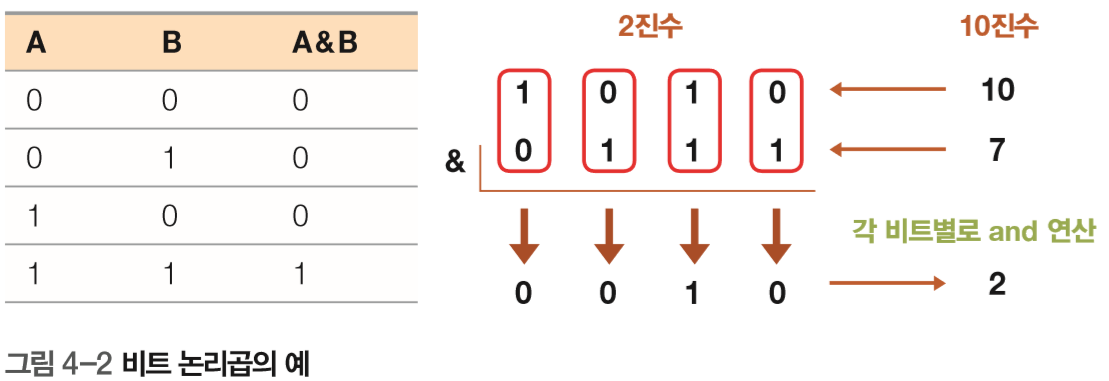 A B A&B
0 0 0
0 1 0
1 0 0
1 1 1
2진수 10진수
1 0 1 0 10
& 0 1 1 1 7
각 비트별로 and 연산
0 0 1 0 2
그림 4-2 비트 논리곱의 예